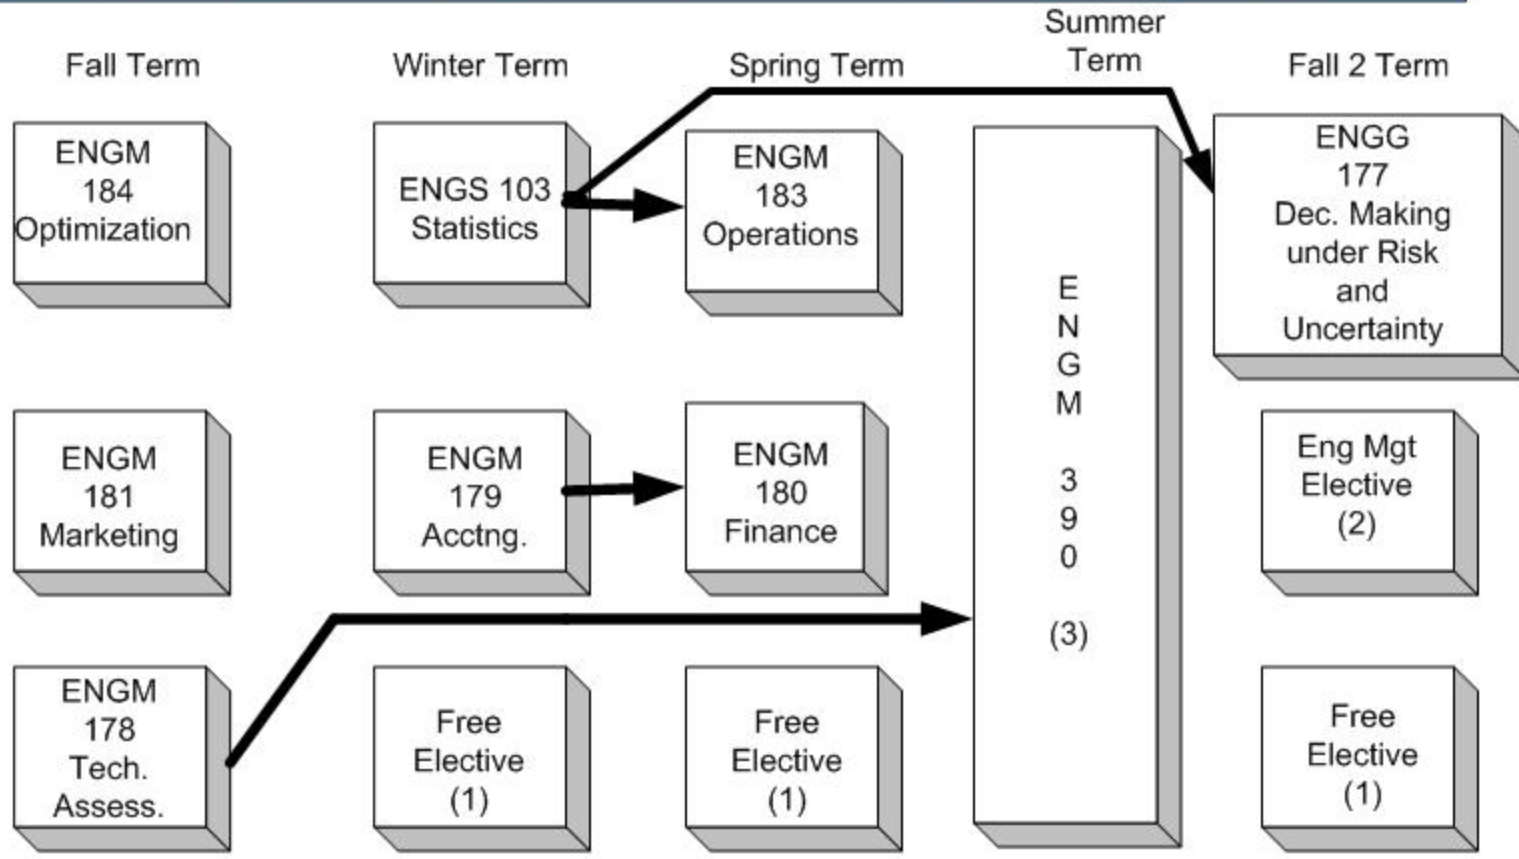 Fall Term
Winter Term
Spring Term
Summer
Term
Fall 2 Term
ENGM
184
Optimization
ENGS 103
Statistics
ENGM
183
Operations
ENGG
177
Dec. Making
under Risk
and
Uncertainty
ENGM
181
Marketing
ENGM
179
Acctng.
ENGM
180
Finance
E
N
G
M
3
9
0
(3)
Eng Mgt
Elective
(2)
ENGM
178
Tech.
Assess.
Free
Elective
(1)
Free
Elective
(1)
Free
Elective
(1)